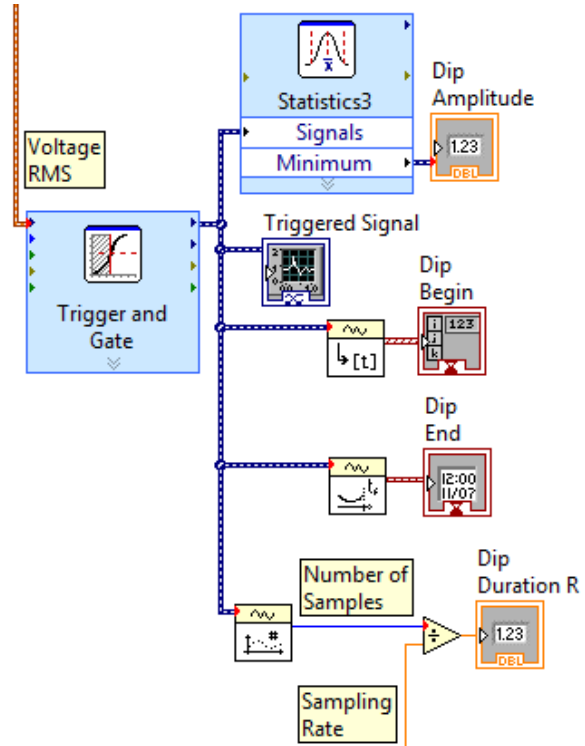 Statistics3
Signals
Minimum
Dip
Amplitude
1.23
DBL
Voltage
RMS
Trigger and
Gate
Triggered Signal
Dip
Begin
i
j
k
123
[t]
Dip
End
12:00
11/07
Number of
Samples
#
÷
Dip
Duration R
1.23
DBL
Sampling
Rate